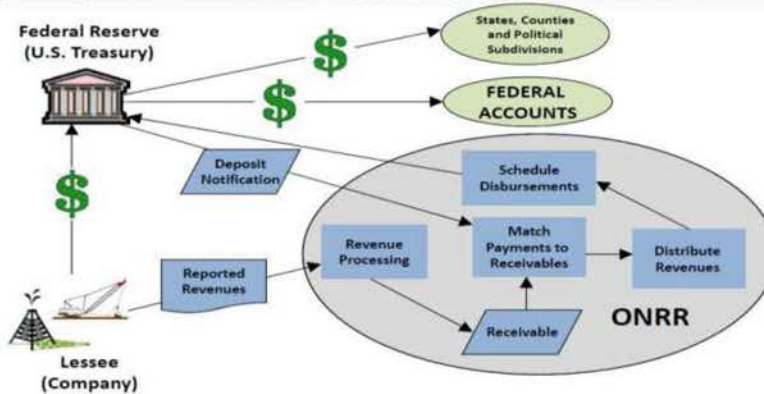 Federal Reserve
(U.S. Treasury)
States, Counties
and Political
Subdivisions
$
$
FEDERAL
ACCOUNTS
Deposit
Notification
Schedule
Disbursements
$
Revenue
Processing
Match
Payments to
Receivables
Distribute
Revenues
Reported
Revenues
Receivable
ONRR
Lessee
(Company)